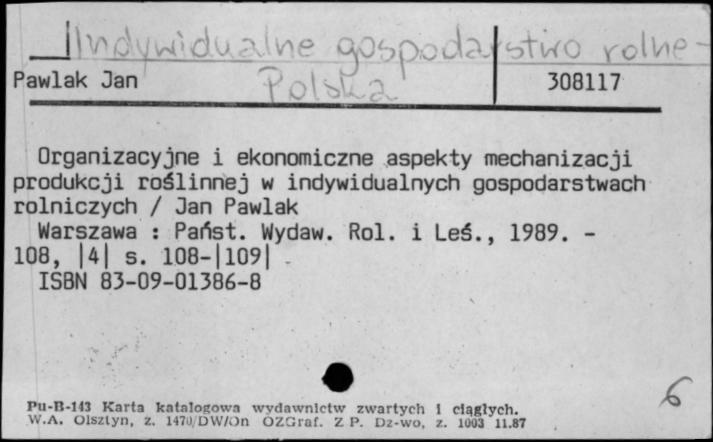 Indywidualne gospodarstwo rolne -
Polska
Pawlak Jan
308117
Organizacyjne i ekonomiczne aspekty mechanizacji
produkcji roślinnej w indywidualnych gospodarstwach
rolniczych / Jan Pawlak
Warszawa : Państ. Wydaw. Rol. i Leś., 1989. -
108, |4| s. 108-|109|
ISBN 83-09-01386-8
6
Pu-B-143 Karta katalogowa wydawnictw zwartych i ciągłych.
W.A. Olsztyn, z. 1470/DW/On OZGraf. Z P. Dz-wo, z. 1003 11.87